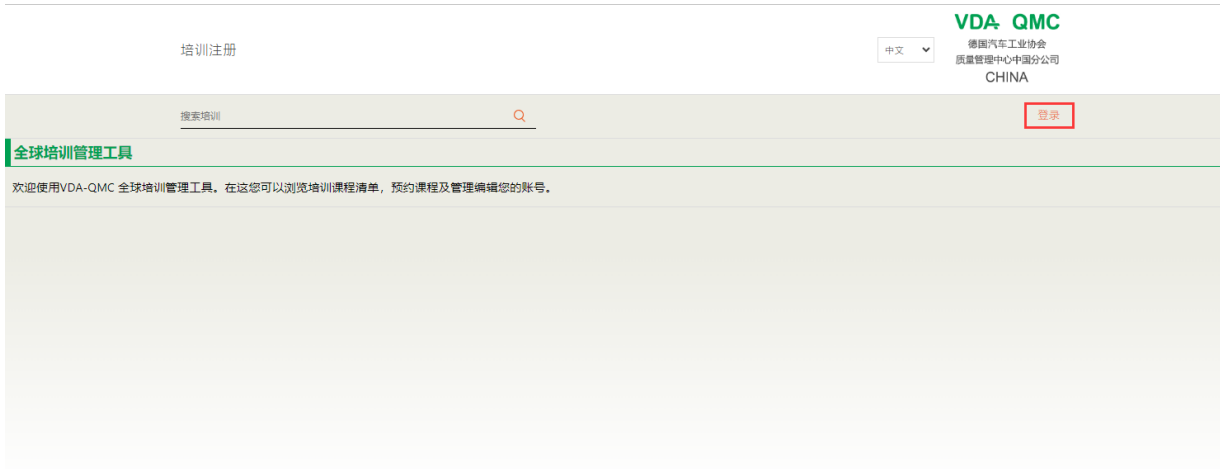 VDA QMC
培训注册
中文
德国汽车工业协会
质量管理中心中国分公司
CHINA
搜索培训
登录
全球培训管理工具
欢迎使用VDA-QMC 全球培训管理工具。在这您可以浏览培训课程清单，预约课程及管理编辑您的账号。